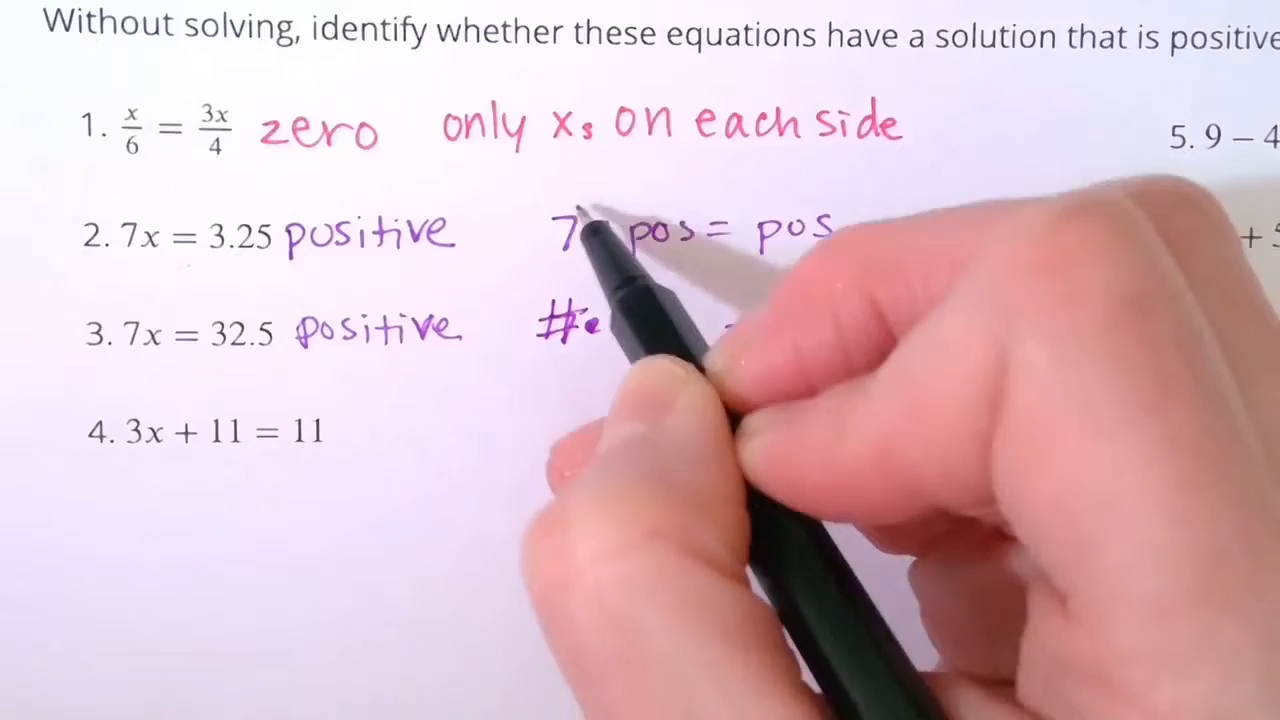 Without solving, identify whether these equations have a solution that is positive
1. x/6 = 3x/4 zero only xs on each side
5. 9 – 4
2. 7x = 3.25 positive 7 pos = pos
+ 5
3. 7x = 32.5 positive #•
4. 3x + 11 = 11